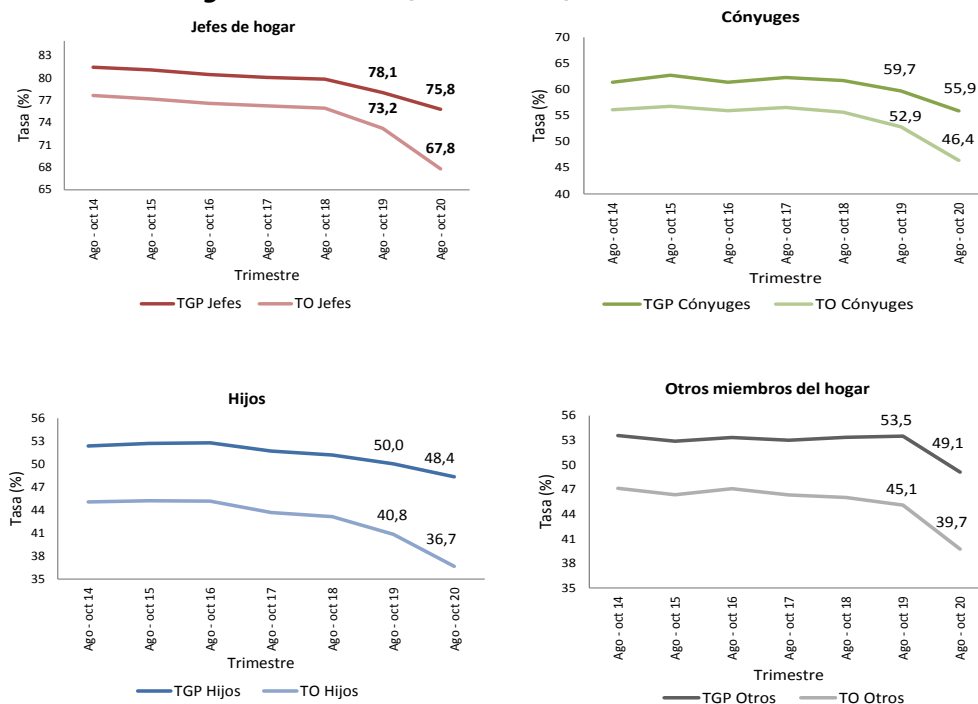 Jefes de hogar
Tasa (%)
83
80
77
74
71
68
65
78,1
75,8
73,2
67,8
Ago - oct 14
Ago - oct 15
Ago - oct 16
Ago - oct 17
Ago - oct 18
Ago - oct 19
Ago - oct 20
Trimestre
TGP Jefes TO Jefes
Cónyuges
Tasa (%)
70
65
60
55
50
45
40
59,7
55,9
52,9
46,4
Ago - oct 14
Ago - oct 15
Ago - oct 16
Ago - oct 17
Ago - oct 18
Ago - oct 19
Ago - oct 20
Trimestre
TGP Cónyuges TO Cónyuges
Hijos
Tasa (%)
56
53
50
47
44
41
38
35
50,0
48,4
40,8
36,7
Ago - oct 14
Ago - oct 15
Ago - oct 16
Ago - oct 17
Ago - oct 18
Ago - oct 19
Ago - oct 20
Trimestre
TGP Hijos TO Hijos
Otros miembros del hogar
Tasa (%)
56
53
50
47
44
41
38
35
53,5
49,1
45,1
39,7
Ago - oct 14
Ago - oct 15
Ago - oct 16
Ago - oct 17
Ago - oct 18
Ago - oct 19
Ago - oct 20
Trimestre
TGP Otros TO Otros